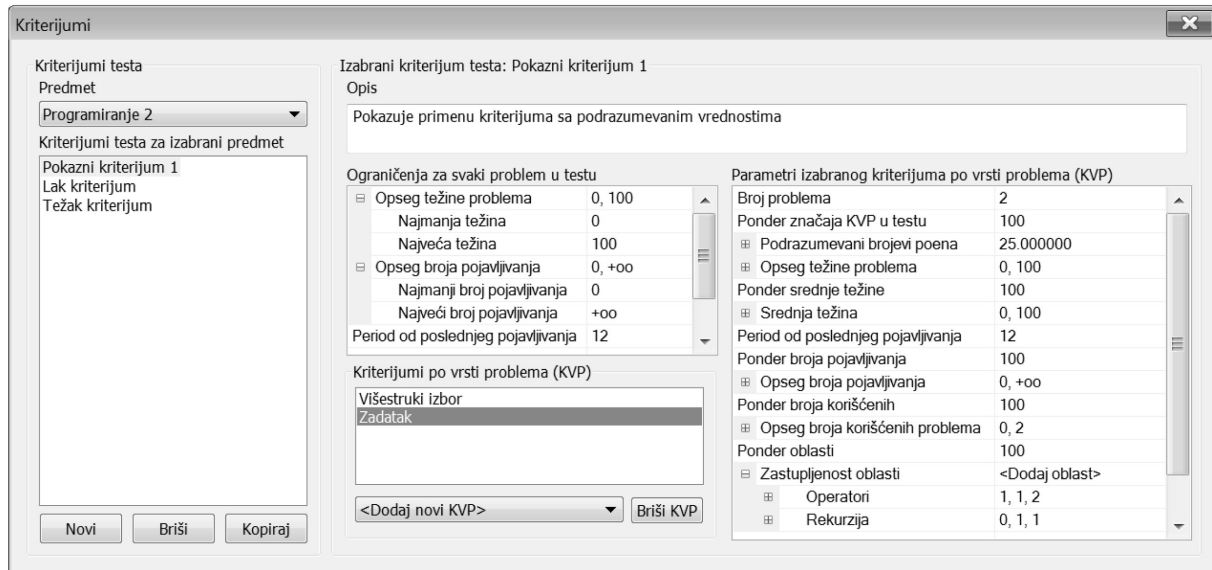 Kriterijumi
Kriterijumi testa
Predmet
Programiranje 2
Kriterijumi testa za izabrani predmet
Pokazni kriterijum 1
Lak kriterijum
Težak kriterijum
Novi Briši Kopiraj
Izabrani kriterijum testa: Pokazni kriterijum 1
Opis
Pokazuje primenu kriterijuma sa podrazumevanim vrednostima
Ograničenja za svaki problem u testu
Opseg težine problema 0, 100
Najmanja težina 0
Najveća težina 100
Opseg broja pojavljivanja 0, +oo
Najmanji broj pojavljivanja 0
Najveći broj pojavljivanja +oo
Period od poslednjeg pojavljivanja 12
Kriterijumi po vrsti problema (KVP)
Višestruki izbor
Zadatak
<Dodaj novi KVP> Briši KVP
Parametri izabranog kriterijuma po vrsti problema (KVP)
Broj problema 2
Ponder značaja KVP u testu 100
Podrazumevani brojevi poena 25.000000
Opseg težine problema 0, 100
Ponder srednje težine 100
Srednja težina 0, 100
Period od poslednjeg pojavljivanja 12
Ponder broja pojavljivanja 100
Opseg broja pojavljivanja 0, +oo
Ponder broja korišćenih 100
Opseg broja korišćenih problema 0, 2
Ponder oblasti 100
Zastupljenost oblasti <Dodaj oblast>
Operatori 1, 1, 2
Rekurzija 0, 1, 1